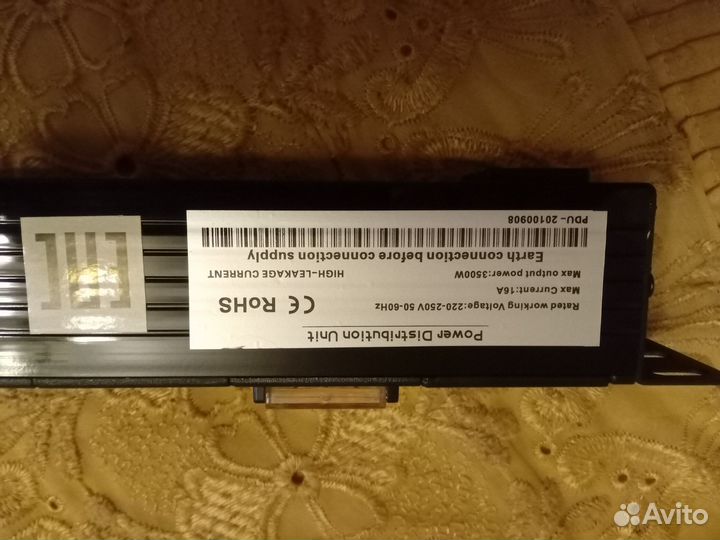 Power Distribution Unit
Rated working Voltage:220-250V 50-60Hz
Max Current:16A
Max output power:3500W
CE RoHS
HIGH-LEAKAGE CURRENT
Earth connection before connection supply
PDU-20100908
Avito